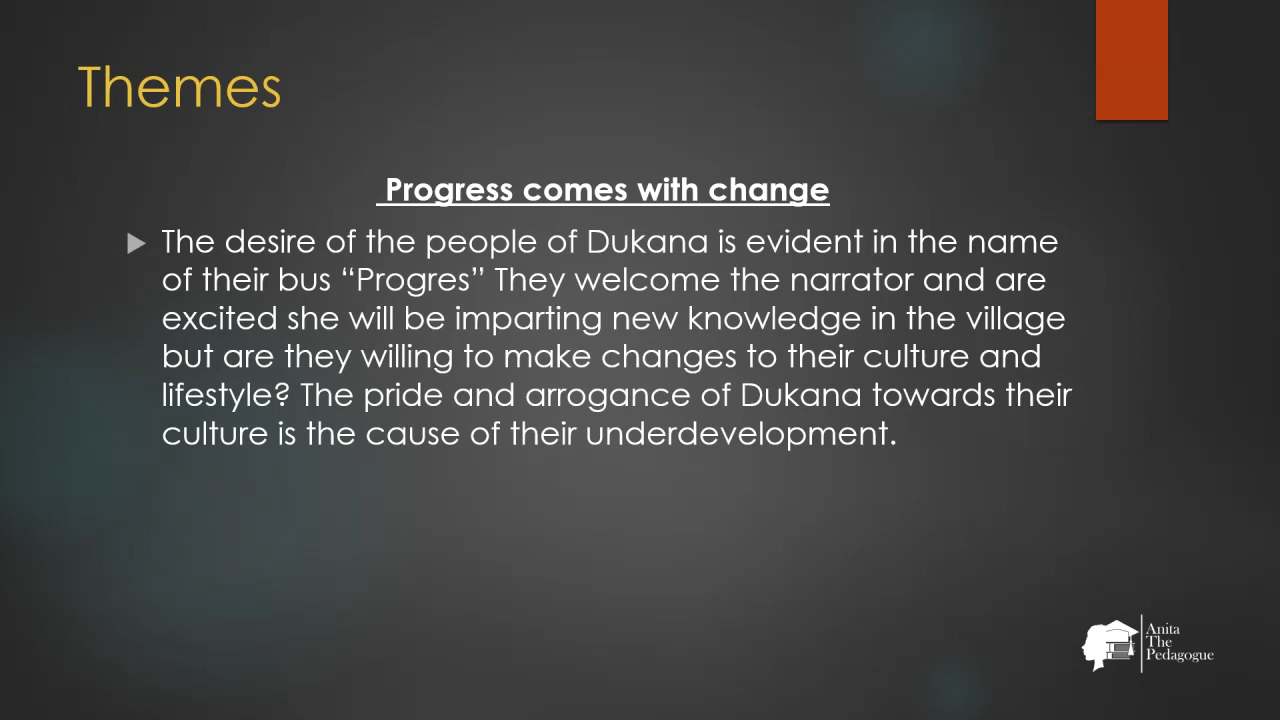 Themes
Progress comes with change
The desire of the people of Dukana is evident in the name
of their bus “Progres” They welcome the narrator and are
excited she will be imparting new knowledge in the village
but are they willing to make changes to their culture and
lifestyle? The pride and arrogance of Dukana towards their
culture is the cause of their underdevelopment.
Anita
The
Pedagogue